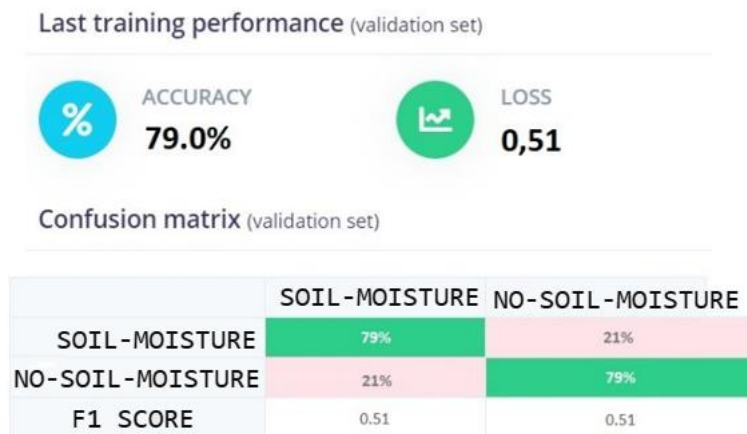 Last training performance (validation set)
ACCURACY
79.0%
LOSS
0,51
Confusion matrix (validation set)
SOIL-MOISTURE NO-SOIL-MOISTURE
SOIL-MOISTURE 79% 21%
NO-SOIL-MOISTURE 21% 79%
F1 SCORE 0.51 0.51